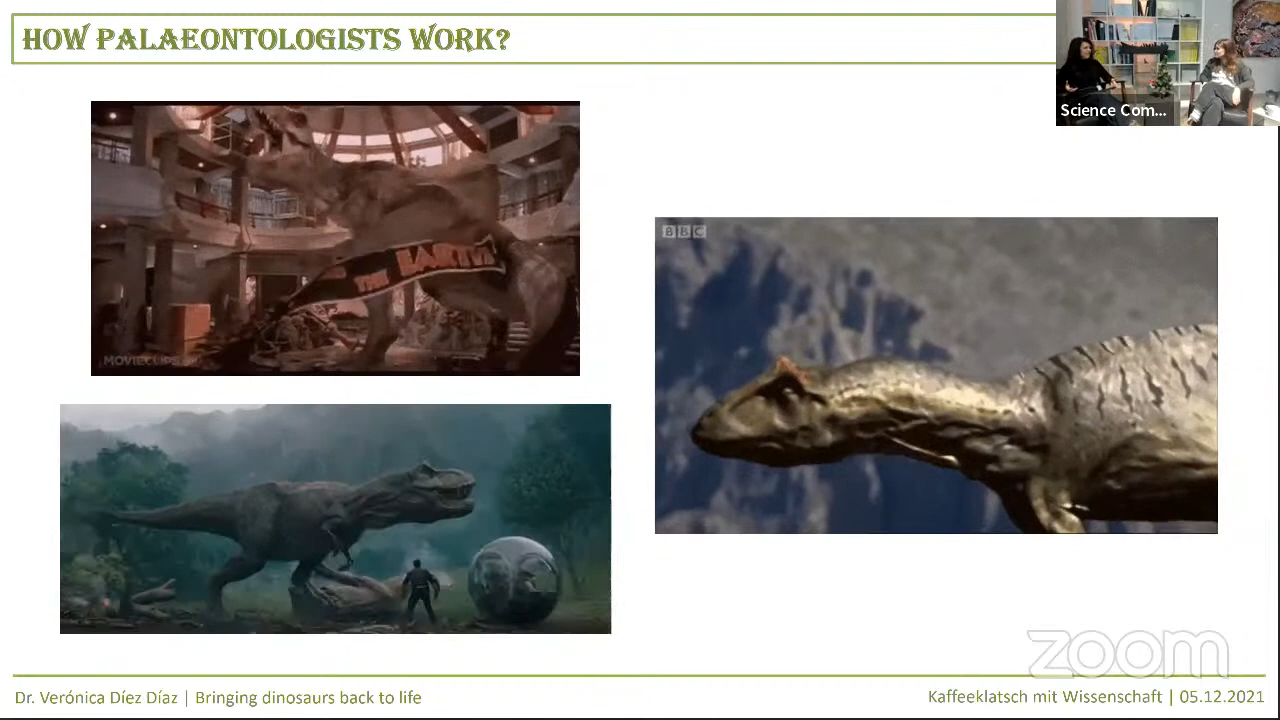 HOW PALAEONTOLOGISTS WORK?
Science Com...
THE EARTH
MOVIECLIPS
BBC
zoom
Dr. Verónica Díez Díaz | Bringing dinosaurs back to life
Kaffeeklatsch mit Wissenschaft | 05.12.2021